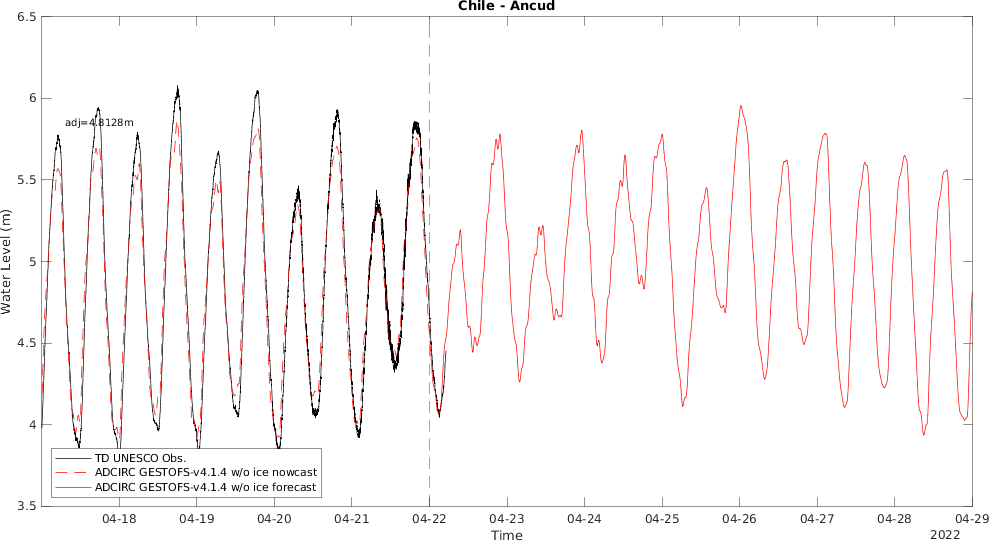 Chile - Ancud
6.5
6
5.5
5
4.5
4
3.5
Water Level (m)
adj=4.8128m
TD UNESCO Obs.
ADCIRC GESTOFS-v4.1.4 w/o ice nowcast
ADCIRC GESTOFS-v4.1.4 w/o ice forecast
04-18 04-19 04-20 04-21 04-22 04-23 04-24 04-25 04-26 04-27 04-28 04-29
Time
2022